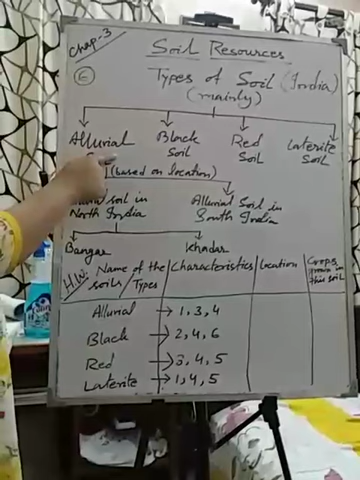 Chap.3
Soil Resources
6
Types of Soil (India)
(mainly)
Alluvial Black Red Laterite
Soil Soil Soil
(based on location)
soil in Alluvial Soil in
North India South India
Bangar Khadar
H.W. Name of the soils/Types Characteristics Location Crops grown in this soil
Alluvial → 1, 3, 4
Black → 2, 4, 6
Red → 3, 4, 5
Laterite → 1, 4, 5